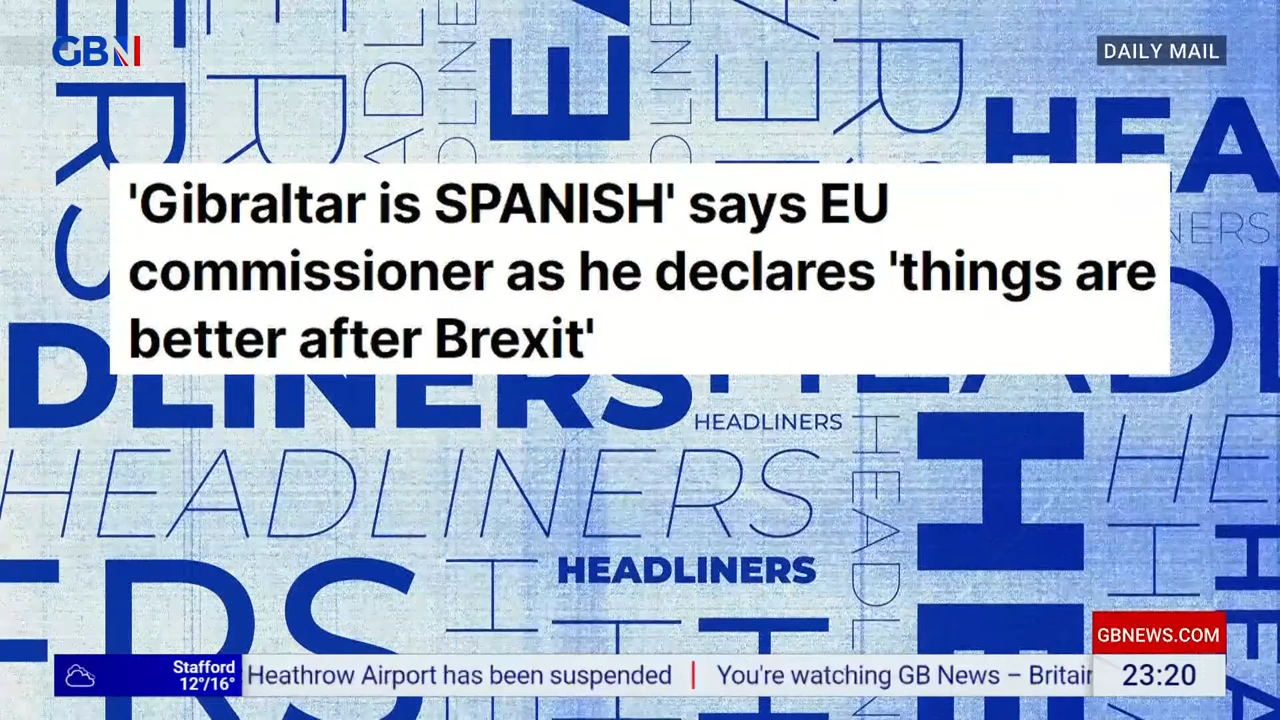 GBN
DAILY MAIL
'Gibraltar is SPANISH' says EU
commissioner as he declares 'things are
better after Brexit'
HEADLINERS
HEADLINERS
HEADLINERS
GBNEWS.COM
Stafford
12°/16°
Heathrow Airport has been suspended | You're watching GB News – Britain
23:20